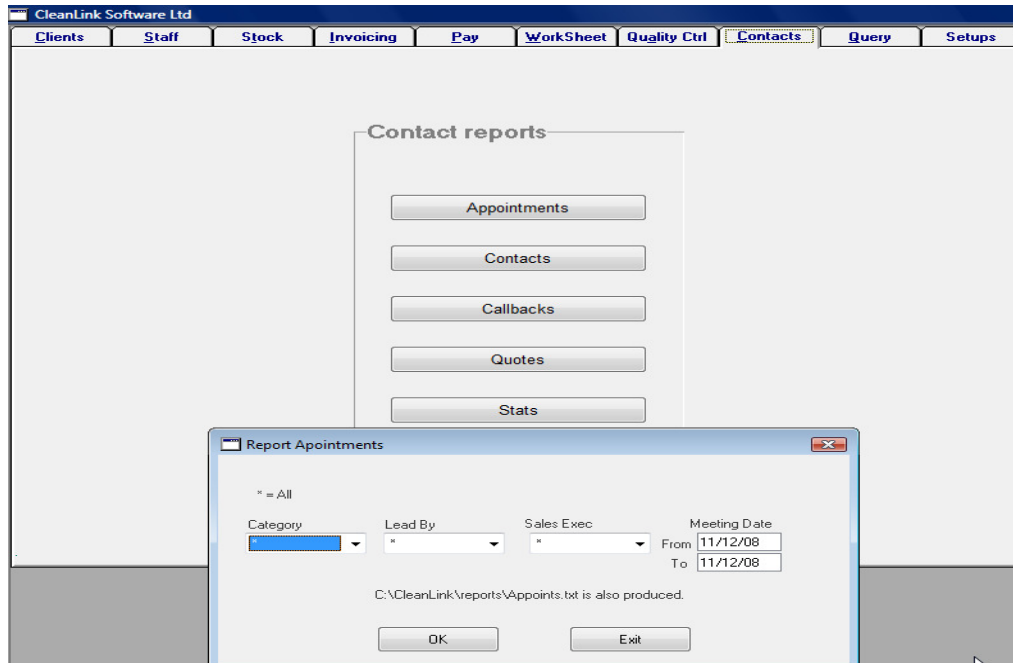 CleanLink Software Ltd
Clients Staff Stock Invoicing Pay WorkSheet Quality Ctrl Contacts Query Setups
Contact reports
Appointments
Contacts
Callbacks
Quotes
Stats
Report Apointments
* = All
Category Lead By Sales Exec Meeting Date
* * * From 11/12/08
To 11/12/08
C:\CleanLink\reports\Appoints.txt is also produced.
OK Exit